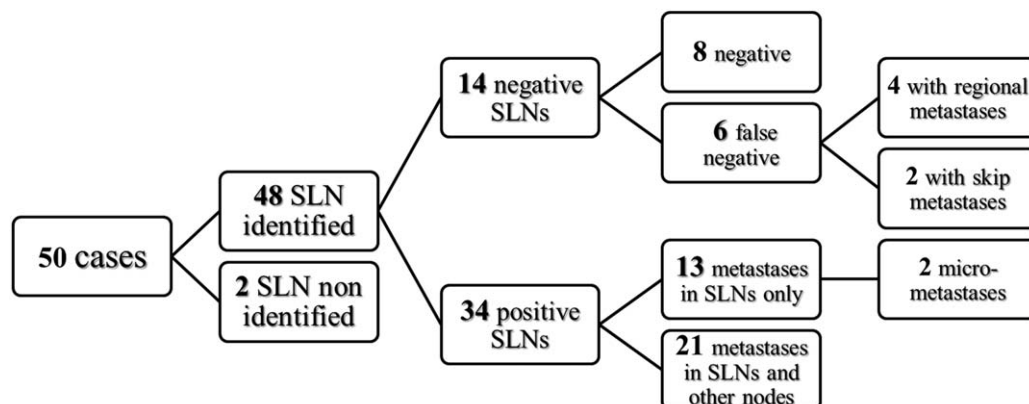 50 cases
48 SLN
identified
2 SLN non
identified
14 negative
SLNs
34 positive
SLNs
8 negative
6 false
negative
13 metastases
in SLNs only
21 metastases
in SLNs and
other nodes
4 with regional
metastases
2 with skip
metastases
2 micro-
metastases